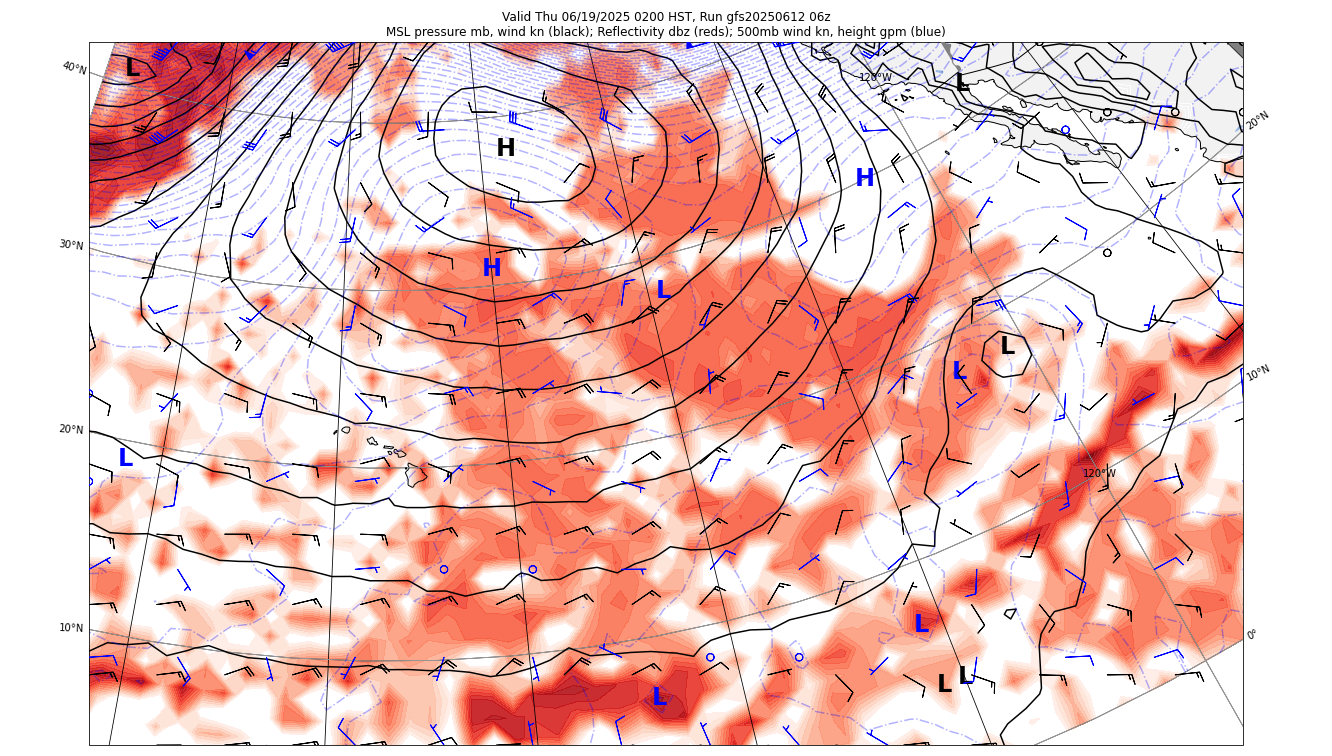 Valid Thu 06/19/2025 0200 HST, Run gfs20250612 06z
MSL pressure mb, wind kn (black); Reflectivity dbz (reds); 500mb wind kn, height gpm (blue)
40°N
L
120°W
L
20°N
H
H
30°N
H
L
L
L
10°N
20°N
L
120°W
10°N
L
0°
L
L
L